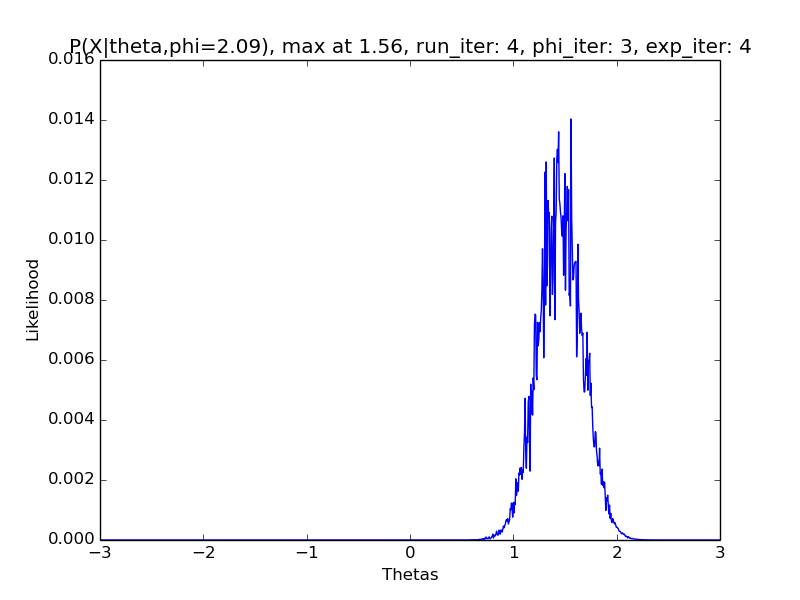 P(X|theta,phi=2.09), max at 1.56, run_iter: 4, phi_iter: 3, exp_iter: 4
0.016
0.014
0.012
0.010
0.008
0.006
0.004
0.002
0.000
Likelihood
−3 −2 −1 0 1 2 3
Thetas